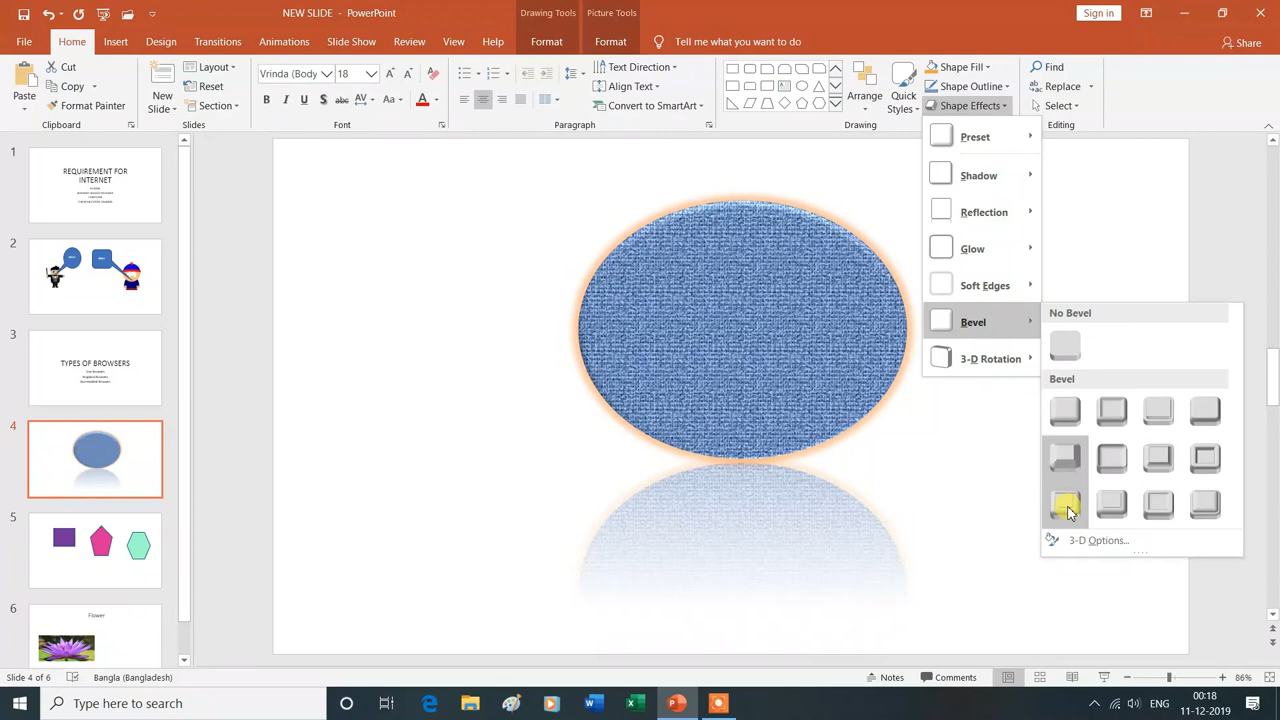 NEW SLIDE - PowerPoint
Drawing Tools
Picture Tools
Sign in
File
Home
Insert
Design
Transitions
Animations
Slide Show
Review
View
Help
Format
Format
Tell me what you want to do
Share
Paste
Cut
Copy
Format Painter
Clipboard
New
Slide
Layout
Reset
Section
Slides
Vrinda (Body)
18
Font
Text Direction
Align Text
Convert to SmartArt
Paragraph
Arrange
Quick
Styles
Shape Fill
Shape Outline
Shape Effects
Drawing
Find
Replace
Select
Editing
Preset
Shadow
Reflection
Glow
Soft Edges
Bevel
3-D Rotation
No Bevel
Bevel
3-D Options...
1
REQUIREMENT FOR
INTERNET
2
3
TYPES OF BROWSERS
5
6
Flower
Slide 4 of 6
Bangla (Bangladesh)
Notes
Comments
86%
Type here to search
ENG
00:18
11-12-2019